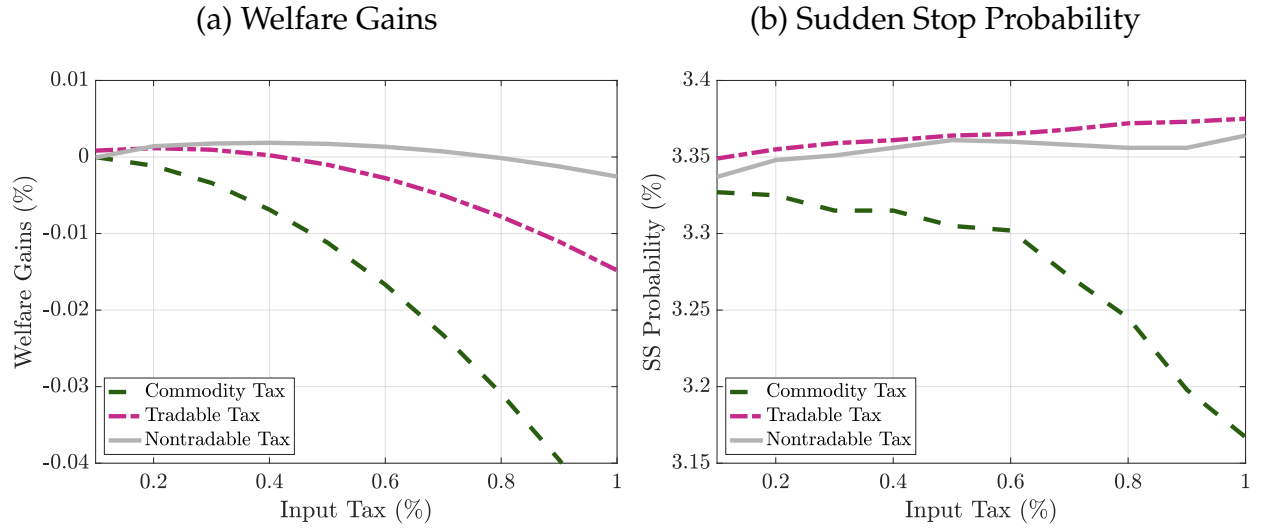 (a) Welfare Gains
(b) Sudden Stop Probability
0.01
0
-0.01
-0.02
-0.03
-0.04
Welfare Gains (%)
Commodity Tax
Tradable Tax
Nontradable Tax
0.2
0.4
0.6
0.8
1
Input Tax (%)
3.4
3.35
3.3
3.25
3.2
3.15
SS Probability (%)
Commodity Tax
Tradable Tax
Nontradable Tax
0.2
0.4
0.6
0.8
1
Input Tax (%)